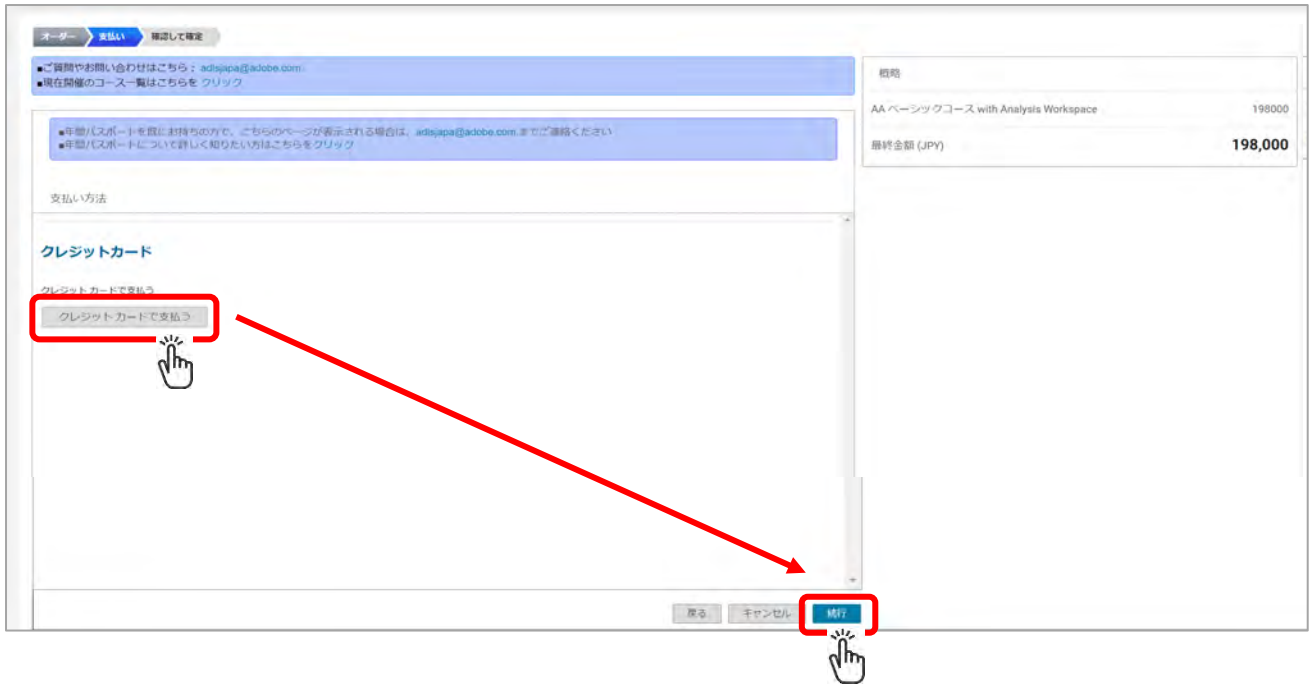 オーダー 支払い 確認して確定
■ご質問やお問い合わせはこちら： adisjapa@adobe.com
■現在開催のコース一覧はこちらを クリック
■年間パスポートを既にお持ちの方で、こちらのページが表示される場合は、adisjapa@adobe.com までご連絡ください
■年間パスポートについて詳しく知りたい方はこちらをクリック
支払い方法
クレジットカード
クレジット カードで支払う
クレジット カードで支払う
戻る キャンセル 続行
概略
AA ベーシックコース with Analysis Workspace 198000
最終金額 (JPY) 198,000